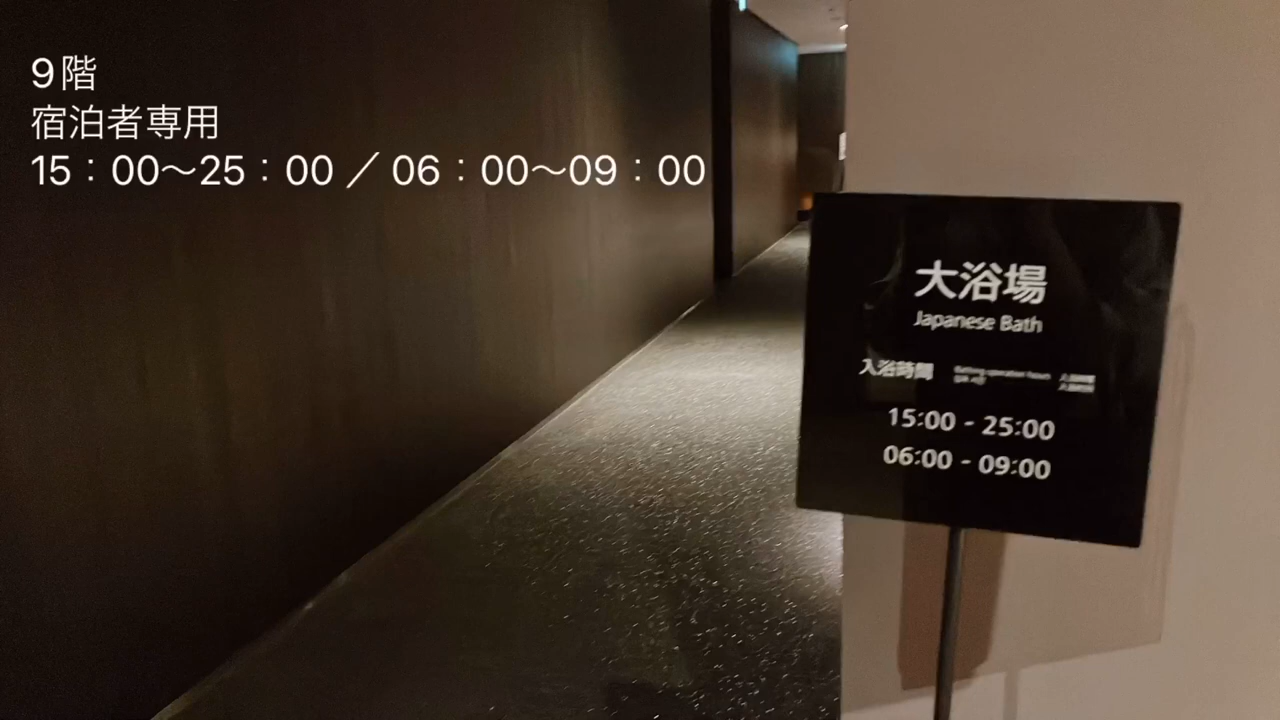 9階
宿泊者専用
15：00〜25：00 ／ 06：00〜09：00
大浴場
Japanese Bath
入浴時間
15:00 - 25:00
06:00 - 09:00